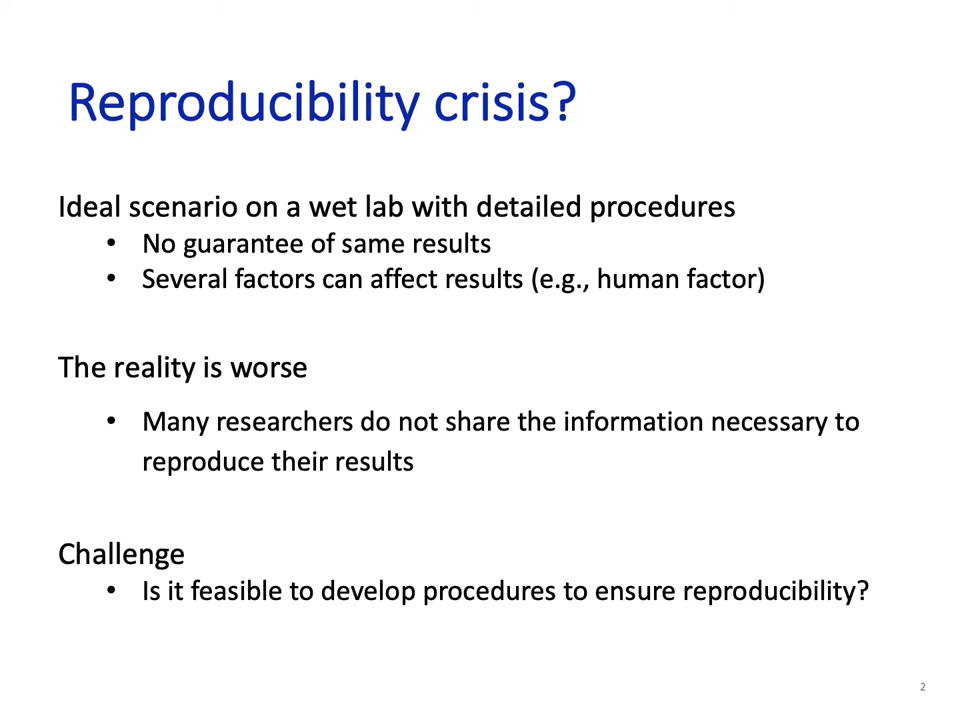 Reproducibility crisis?
Ideal scenario on a wet lab with detailed procedures
• No guarantee of same results
• Several factors can affect results (e.g., human factor)
The reality is worse
• Many researchers do not share the information necessary to
reproduce their results
Challenge
• Is it feasible to develop procedures to ensure reproducibility?
2